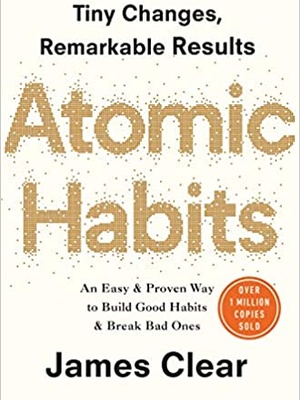 Tiny Changes,
Remarkable Results
Atomic
Habits
An Easy & Proven Way
to Build Good Habits
& Break Bad Ones
OVER
1 MILLION
COPIES
SOLD
James Clear